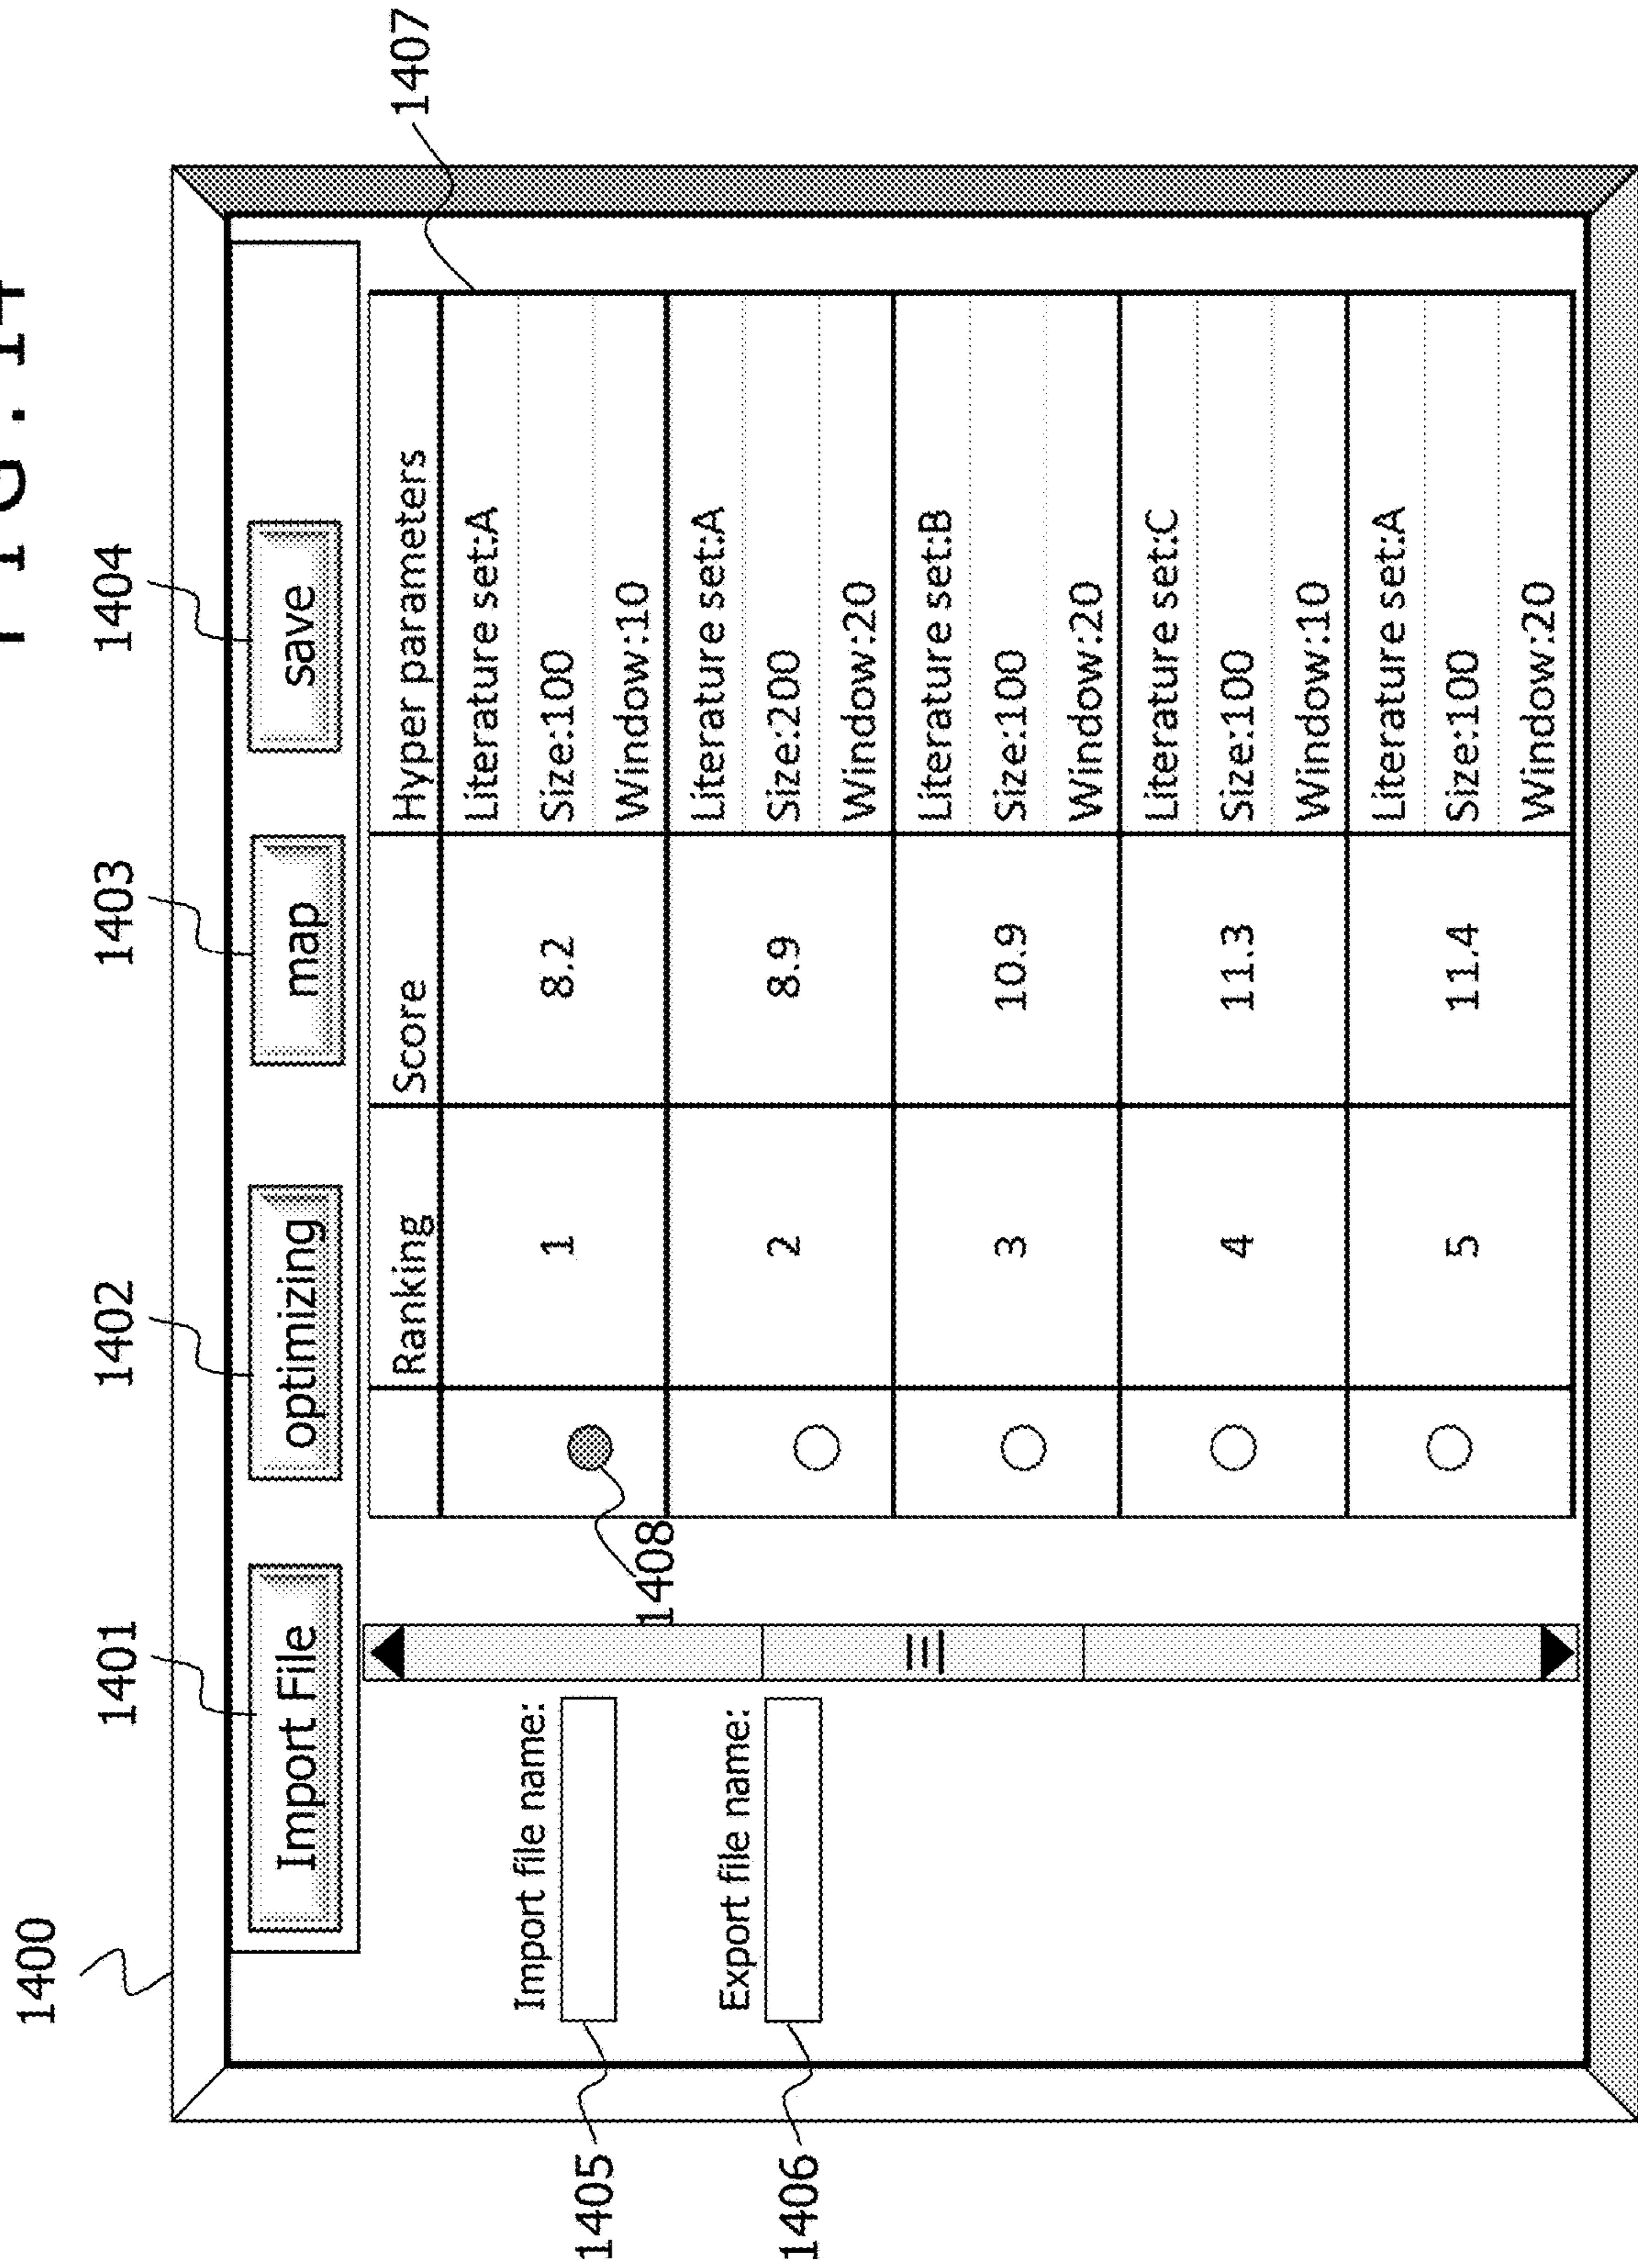 FIG. 14
1400
1401
1402
1403
1404
Import File
optimizing
map
save
1407
Import file name:
1405
Export file name:
1406
1408
Ranking Score Hyper parameters
1 8.2 Literature set:A
Size:100
Window:10
2 8.9 Literature set:A
Size:200
Window:20
3 10.9 Literature set:B
Size:100
Window:20
4 11.3 Literature set:C
Size:100
Window:10
5 11.4 Literature set:A
Size:100
Window:20